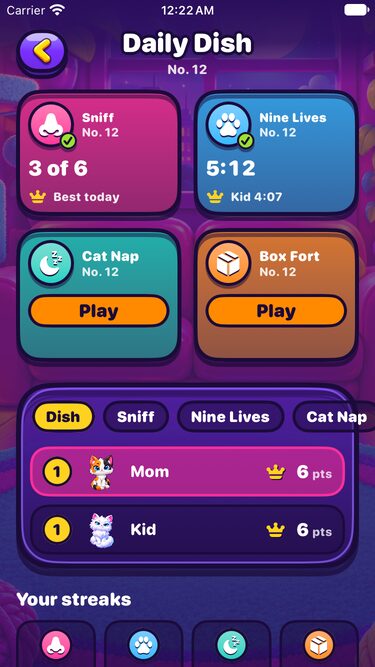 Carrier
12:22 AM
Daily Dish
No. 12
Sniff
No. 12
3 of 6
Best today
Nine Lives
No. 12
5:12
Kid 4:07
Cat Nap
No. 12
Play
Box Fort
No. 12
Play
Dish
Sniff
Nine Lives
Cat Nap
1
Mom
6 pts
1
Kid
6 pts
Your streaks